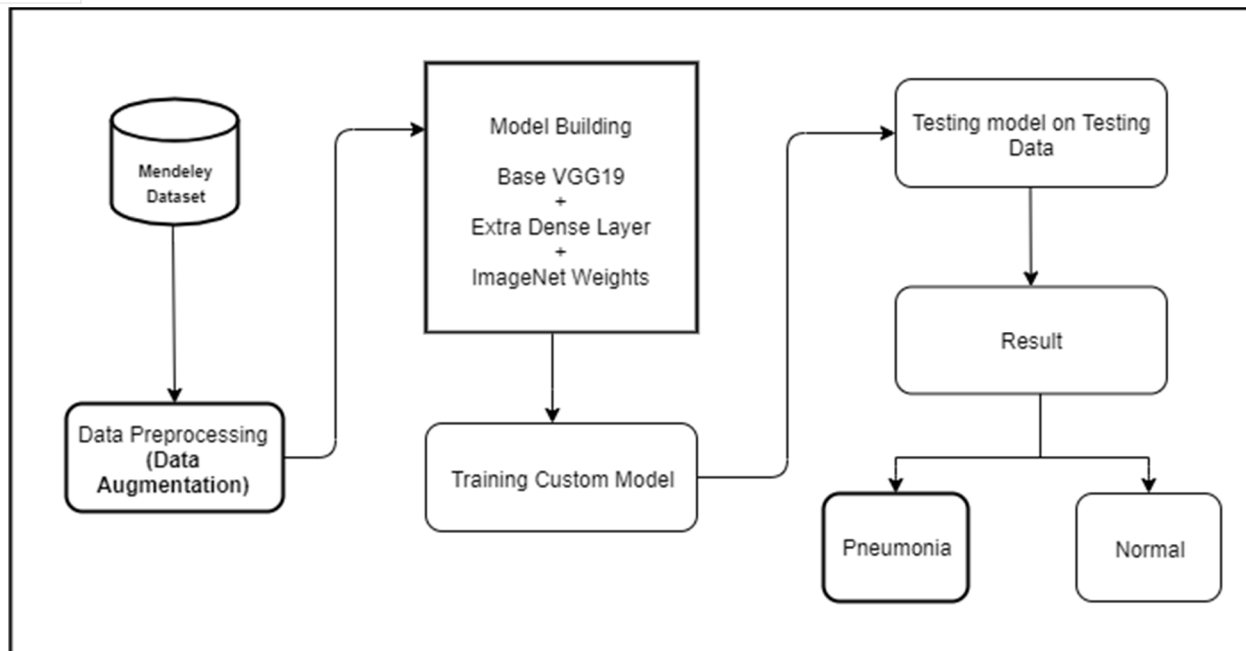 Mendeley
Dataset
Data Preprocessing
(Data
Augmentation)
Model Building
Base VGG19
+
Extra Dense Layer
+
ImageNet Weights
Training Custom Model
Testing model on Testing
Data
Result
Pneumonia
Normal